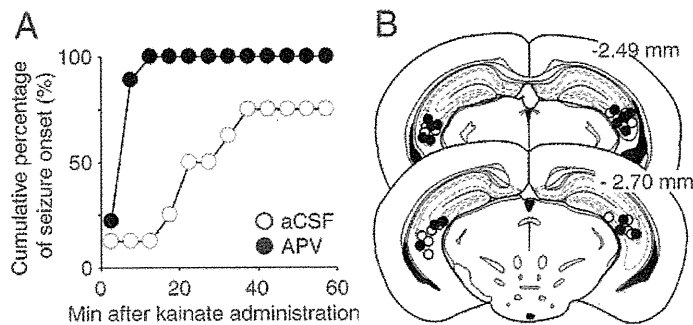 A
B
Cumulative percentage
of seizure onset (%)
100
50
0
aCSF
APV
0
20
40
60
Min after kainate administration
-2.49 mm
- 2.70 mm